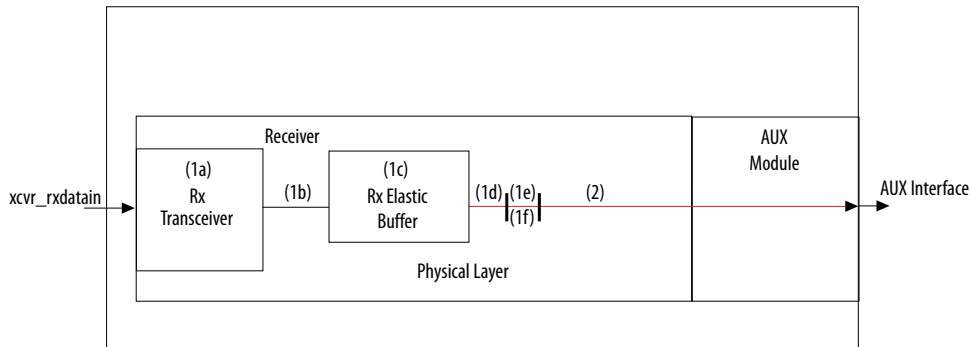 Receiver
AUX
Module
(1a)
Rx
Transceiver
(1b)
(1c)
Rx Elastic
Buffer
(1d)
(1e)
(1f)
(2)
xcvr_rxdatain
AUX Interface
Physical Layer